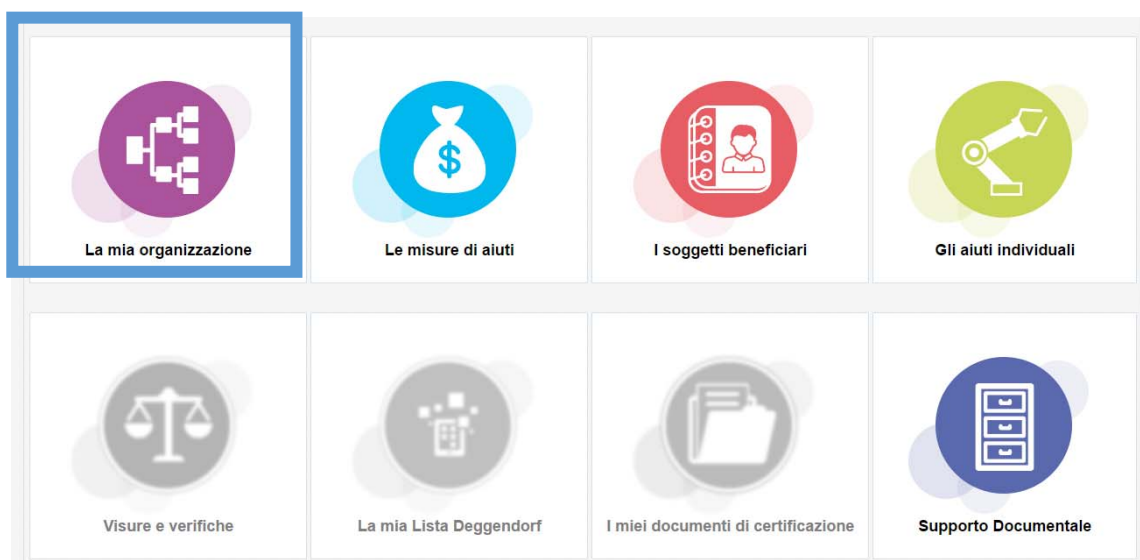 La mia organizzazione
Le misure di aiuti
I soggetti beneficiari
Gli aiuti individuali
Visure e verifiche
La mia Lista Deggendorf
I miei documenti di certificazione
Supporto Documentale